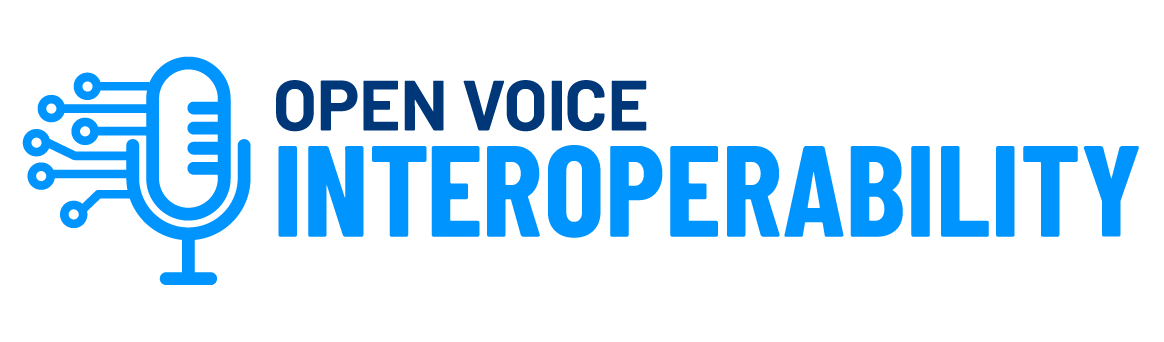 OPEN VOICE
INTEROPERABILITY